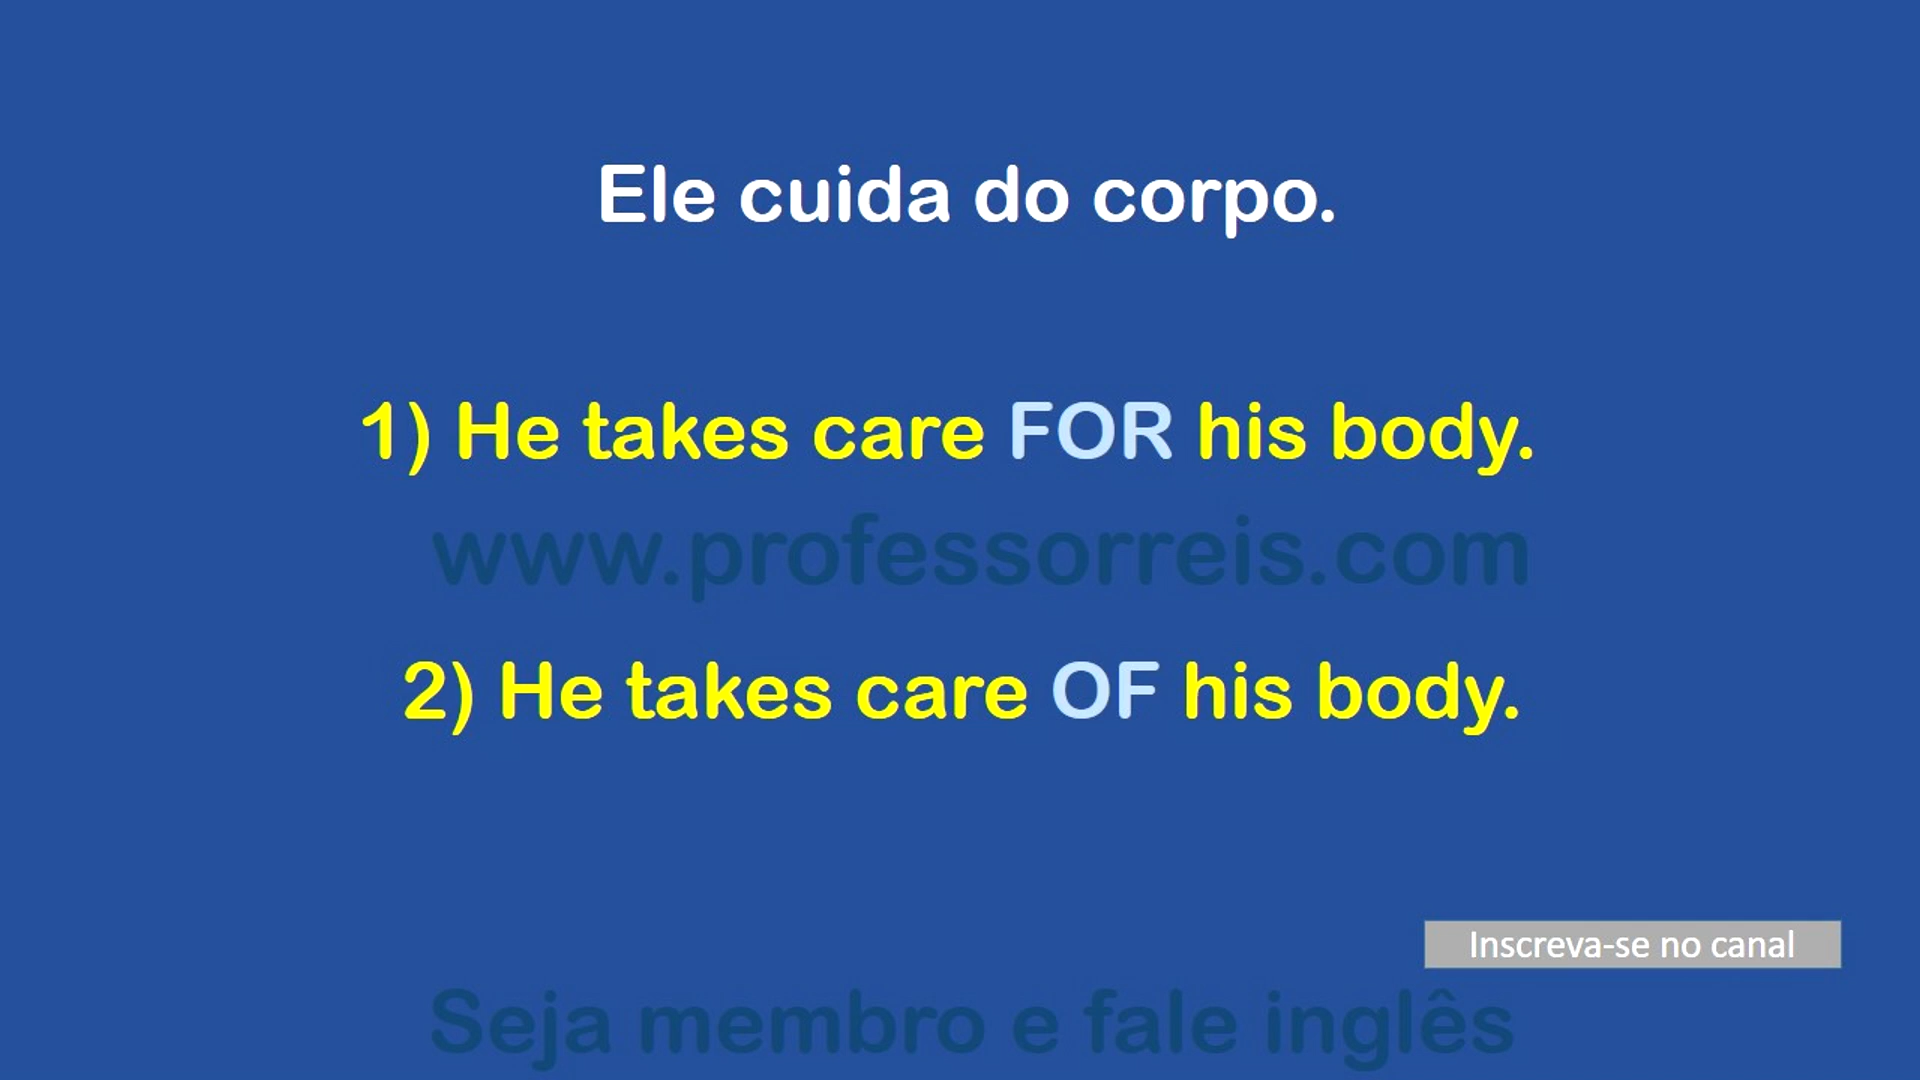 Ele cuida do corpo.
1) He takes care FOR his body.
www.professorreis.com
2) He takes care OF his body.
Inscreva-se no canal
Seja membro e fale inglês